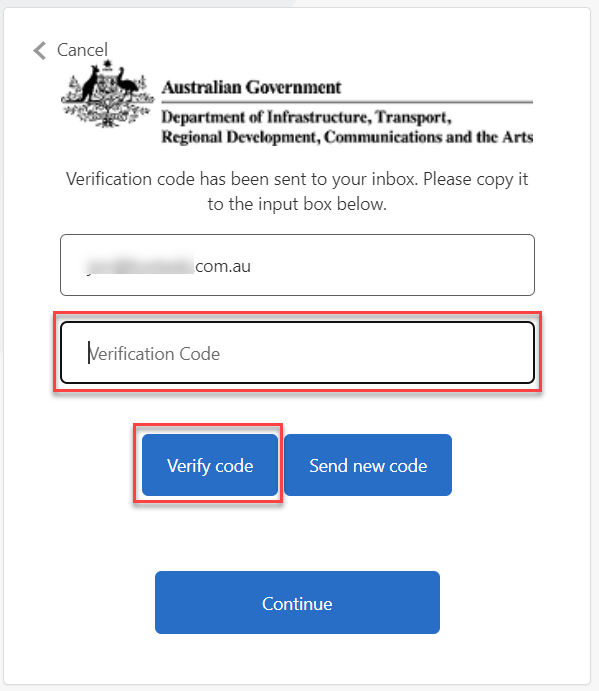 Cancel
Australian Government
Department of Infrastructure, Transport,
Regional Development, Communications and the Arts
Verification code has been sent to your inbox. Please copy it
to the input box below.
.com.au
Verification Code
Verify code
Send new code
Continue